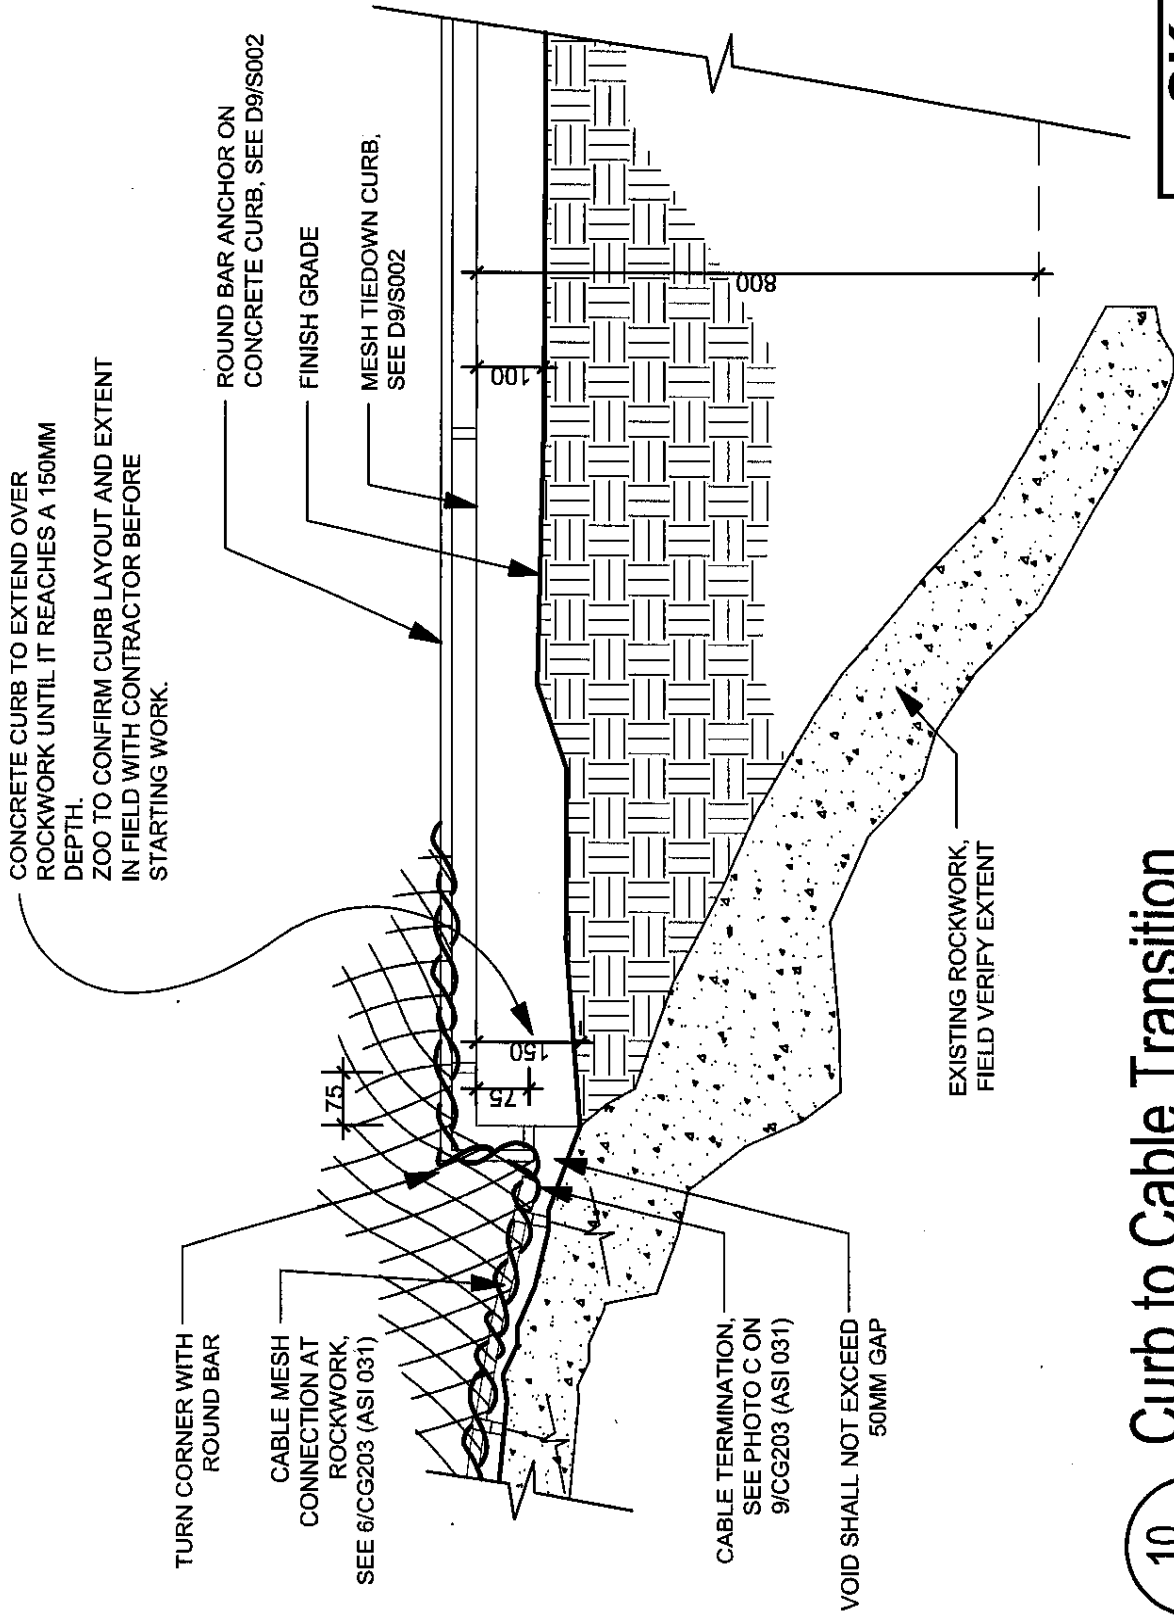 CONCRETE CURB TO EXTEND OVER
ROCKWORK UNTIL IT REACHES A 150MM
DEPTH.
ZOO TO CONFIRM CURB LAYOUT AND EXTENT
IN FIELD WITH CONTRACTOR BEFORE
STARTING WORK.
ROUND BAR ANCHOR ON
CONCRETE CURB, SEE D9/S002
FINISH GRADE
MESH TIEDOWN CURB,
SEE D9/S002
TURN CORNER WITH
ROUND BAR
CABLE MESH
CONNECTION AT
ROCKWORK,
SEE 6/CG203 (ASI 031)
CABLE TERMINATION,
SEE PHOTO C ON
9/CG203 (ASI 031)
VOID SHALL NOT EXCEED
50MM GAP
75
75
150
100
800
EXISTING ROCKWORK,
FIELD VERIFY EXTENT
10
Curb to Cable Transition